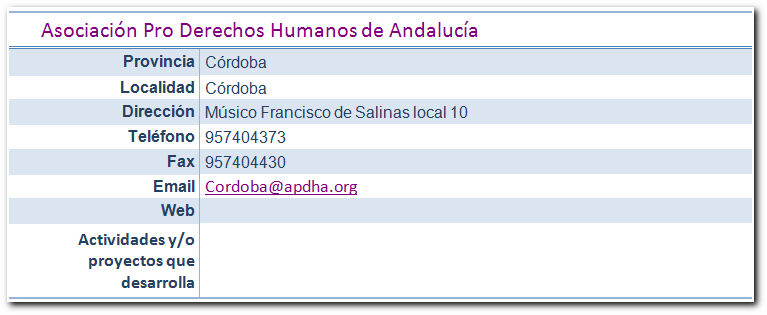 Asociación Pro Derechos Humanos de Andalucía
Provincia Córdoba
Localidad Córdoba
Dirección Músico Francisco de Salinas local 10
Teléfono 957404373
Fax 957404430
Email Cordoba@apdha.org
Web
Actividades y/o
proyectos que
desarrolla